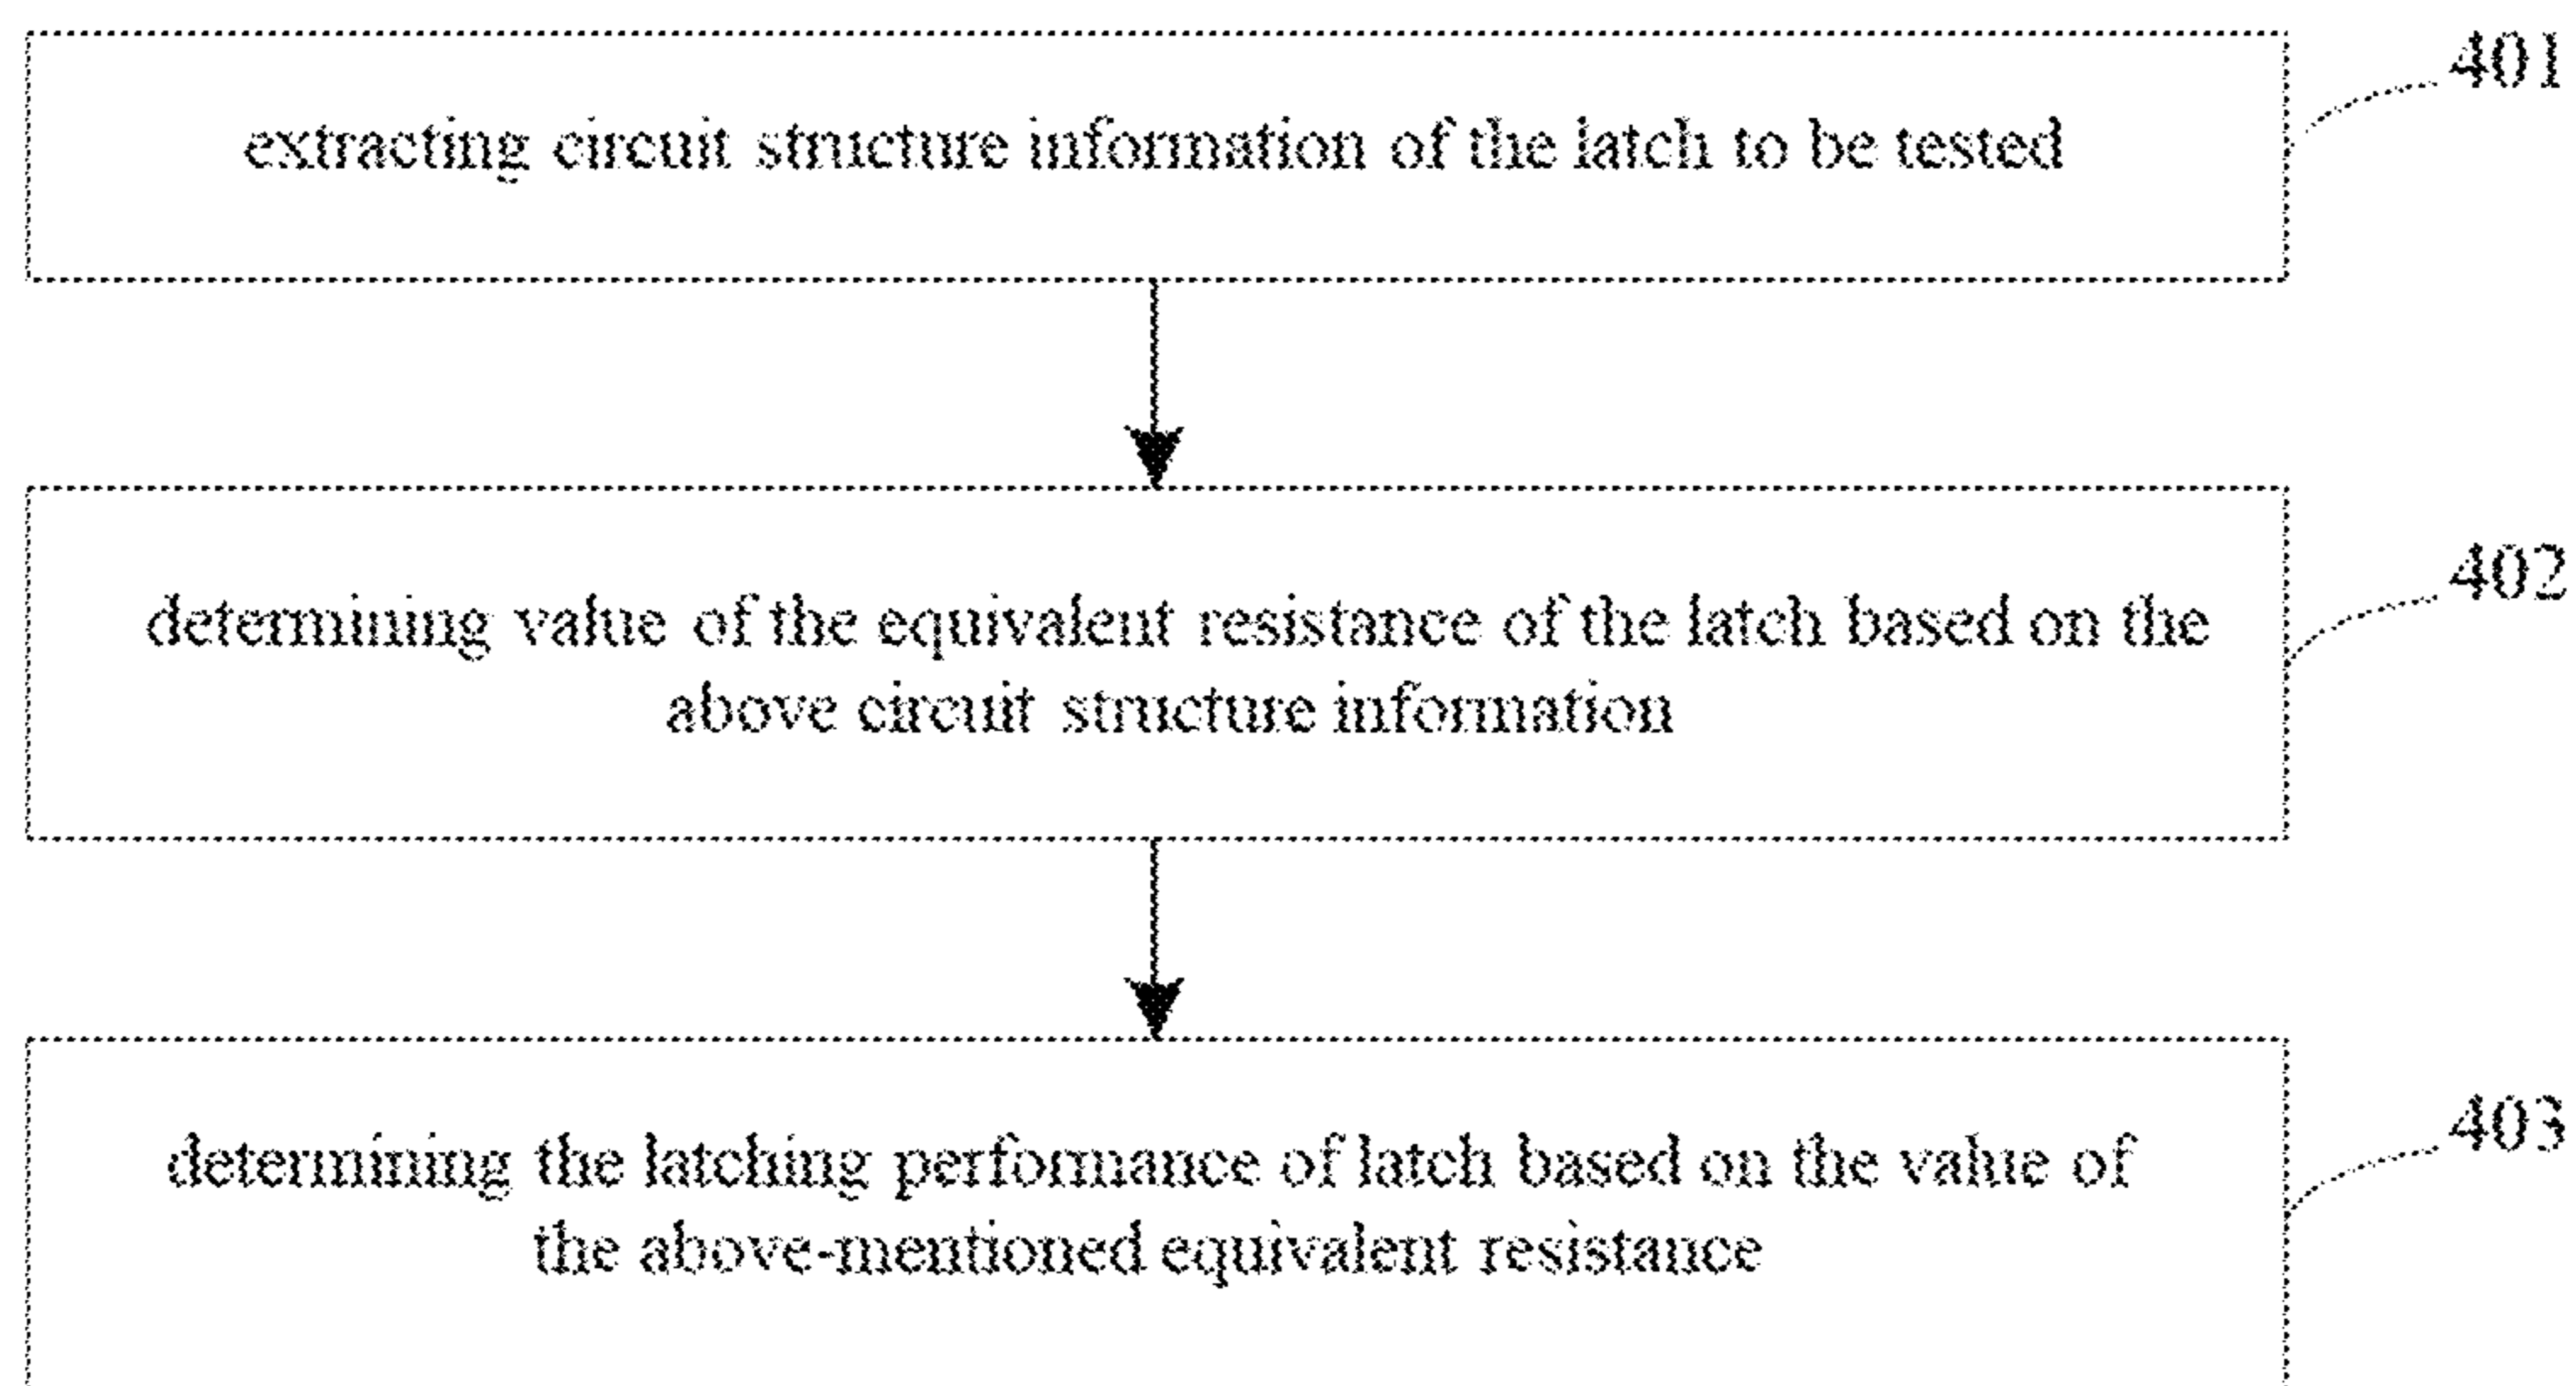 401
extracting circuit structure information of the latch to be tested
402
determining value of the equivalent resistance of the latch based on the
above circuit structure information
403
determining the latching performance of latch based on the value of
the above-mentioned equivalent resistance